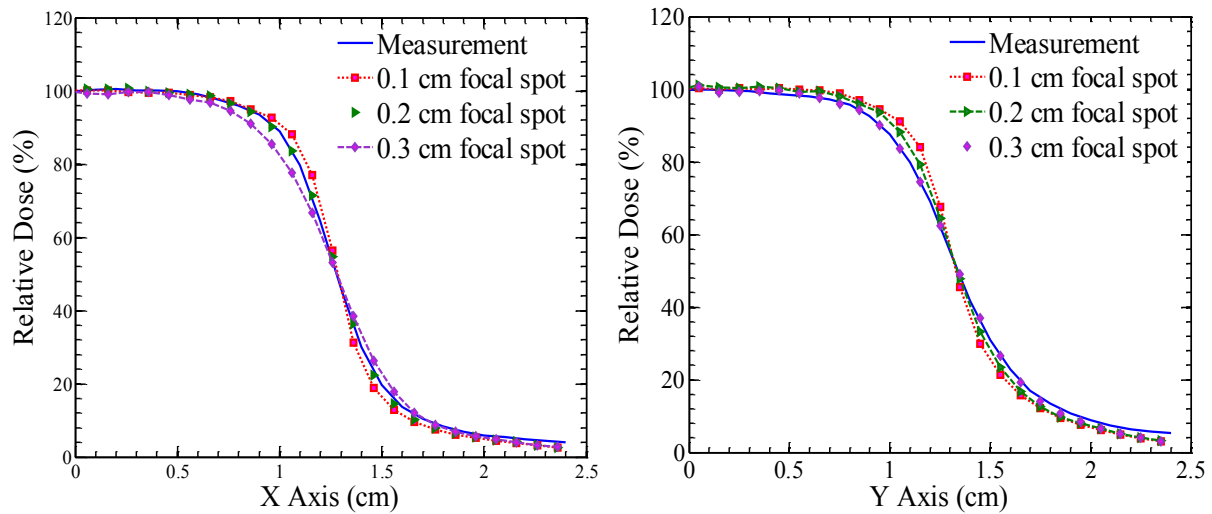 120
100
80
60
40
20
0
Relative Dose (%)
Measurement
0.1 cm focal spot
0.2 cm focal spot
0.3 cm focal spot
0
0.5
1
1.5
2
2.5
X Axis (cm)
120
100
80
60
40
20
0
Relative Dose (%)
Measurement
0.1 cm focal spot
0.2 cm focal spot
0.3 cm focal spot
0
0.5
1
1.5
2
2.5
Y Axis (cm)